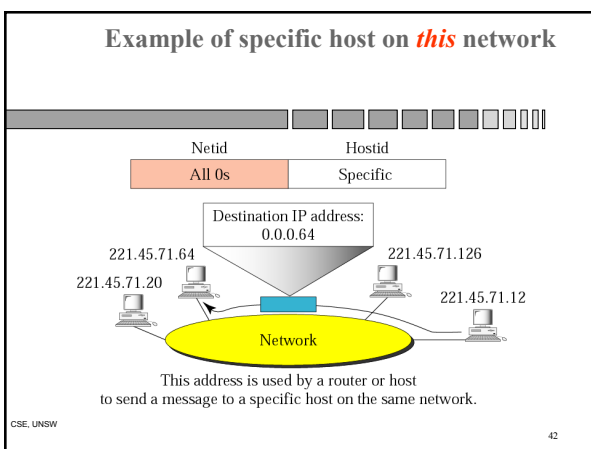 Example of specific host on this network
Netid Hostid
All 0s Specific
Destination IP address:
0.0.0.64
221.45.71.64
221.45.71.126
221.45.71.20
221.45.71.12
Network
This address is used by a router or host
to send a message to a specific host on the same network.
CSE, UNSW
42